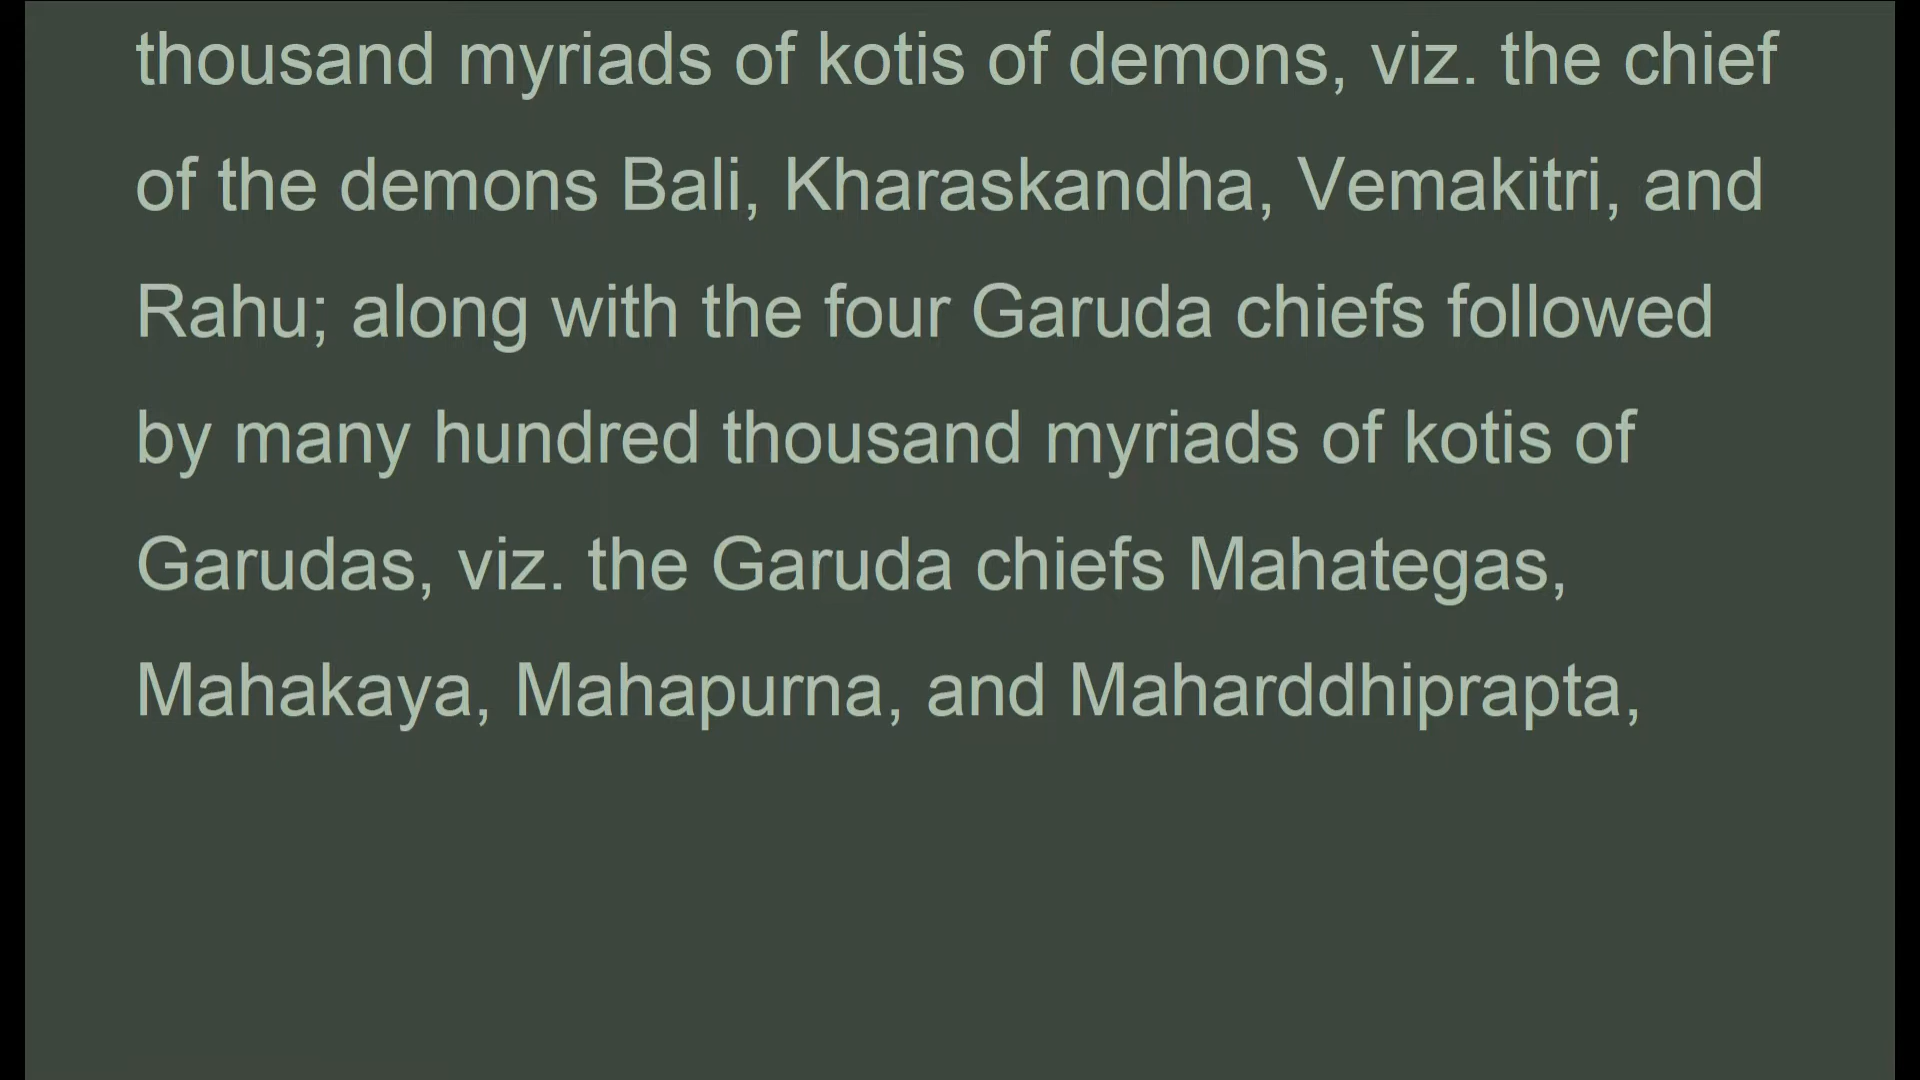 thousand myriads of kotis of demons, viz. the chief
of the demons Bali, Kharaskandha, Vemakitri, and
Rahu; along with the four Garuda chiefs followed
by many hundred thousand myriads of kotis of
Garudas, viz. the Garuda chiefs Mahategas,
Mahakaya, Mahapurna, and Maharddhiprapta,